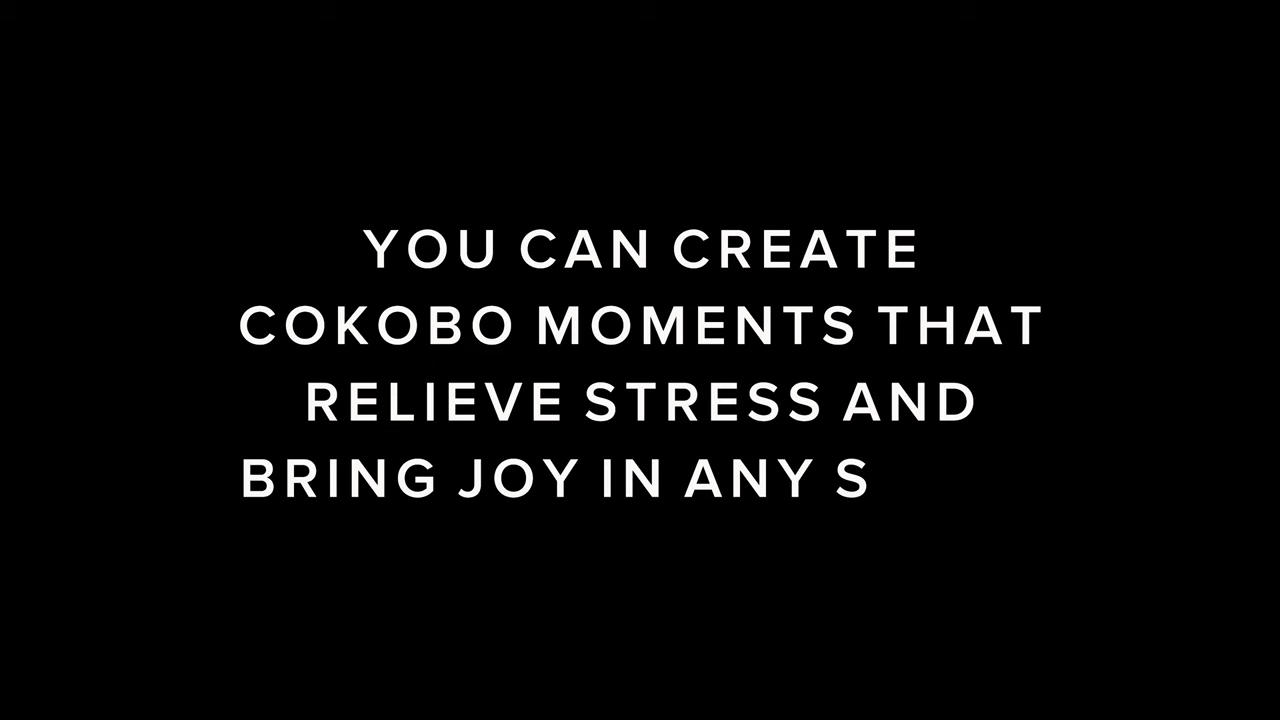 YOU CAN CREATE
COKOBO MOMENTS THAT
RELIEVE STRESS AND
BRING JOY IN ANY S